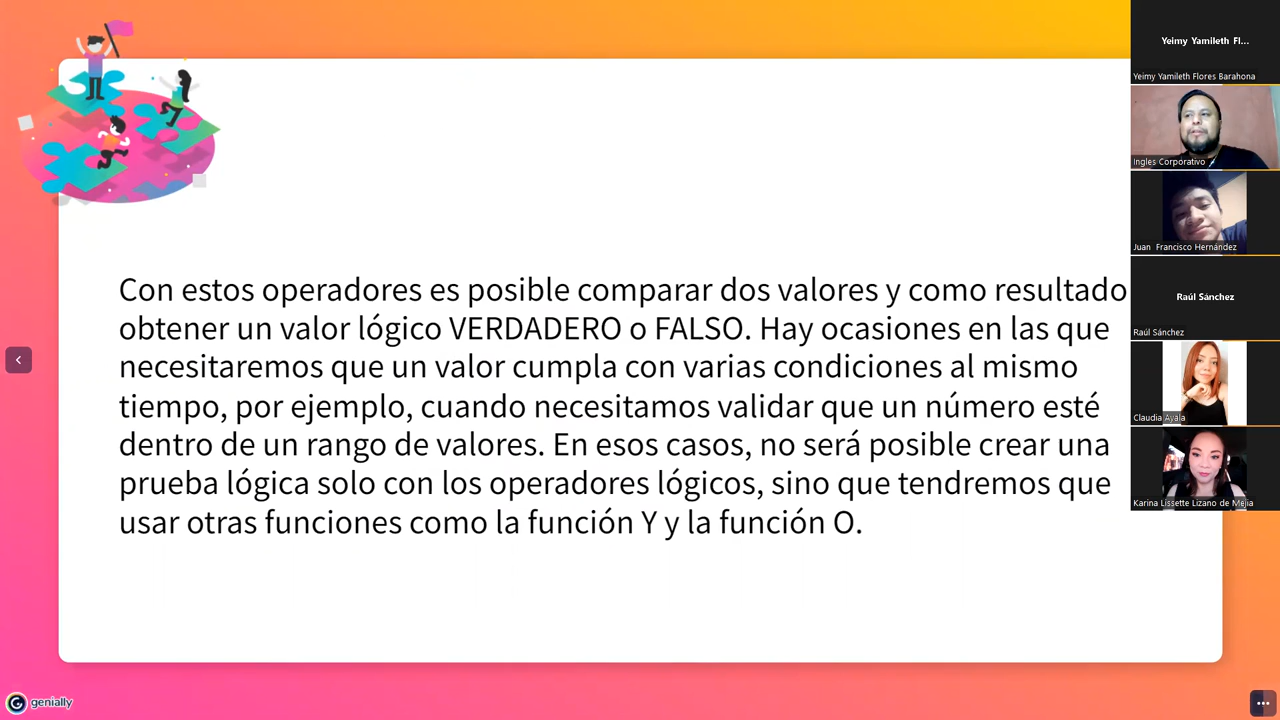 Con estos operadores es posible comparar dos valores y como resultado
obtener un valor lógico VERDADERO o FALSO. Hay ocasiones en las que
necesitaremos que un valor cumpla con varias condiciones al mismo
tiempo, por ejemplo, cuando necesitamos validar que un número esté
dentro de un rango de valores. En esos casos, no será posible crear una
prueba lógica solo con los operadores lógicos, sino que tendremos que
usar otras funciones como la función Y y la función O.
Yeimy Yamileth Fl...
Yeimy Yamileth Flores Barahona
Ingles Corporativo
Juan Francisco Hernández
Raúl Sánchez
Raúl Sánchez
Claudia Ayala
Karina Lissette Lizano de Mejia
genially